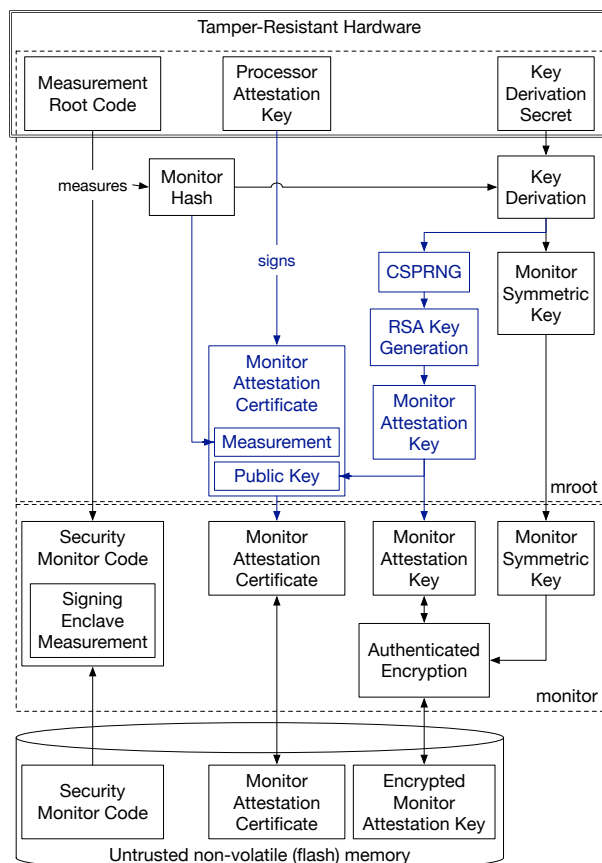 Tamper-Resistant Hardware
Measurement
Root Code
Processor
Attestation
Key
Key
Derivation
Secret
measures
Monitor
Hash
Key
Derivation
signs
CSPRNG
Monitor
Symmetric
Key
RSA Key
Generation
Monitor
Attestation
Certificate
Measurement
Public Key
Monitor
Attestation
Key
mroot
Security
Monitor Code
Signing
Enclave
Measurement
Monitor
Attestation
Certificate
Monitor
Attestation
Key
Monitor
Symmetric
Key
Authenticated
Encryption
monitor
Security
Monitor Code
Monitor
Attestation
Certificate
Encrypted
Monitor
Attestation Key
Untrusted non-volatile (flash) memory